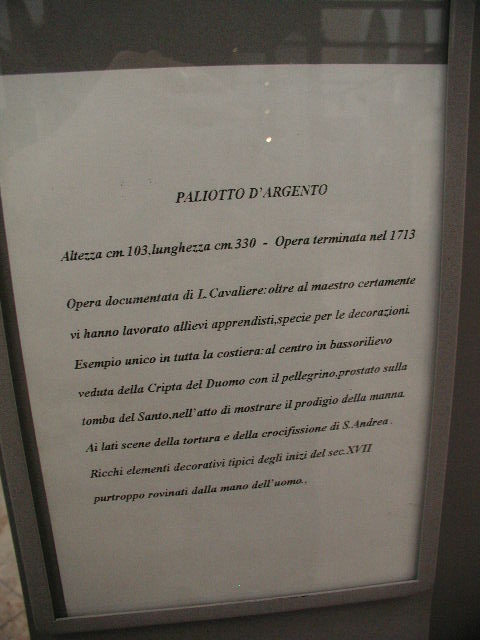 PALIOTTO D'ARGENTO
Altezza cm.103,lunghezza cm.330 - Opera terminata nel 1713
Opera documentata di L.Cavaliere:oltre al maestro certamente
vi hanno lavorato allievi apprendisti,specie per le decorazioni.
Esempio unico in tutta la costiera:al centro in bassorilievo
veduta della Cripta del Duomo con il pellegrino,prostato sulla
tomba del Santo,nell'atto di mostrare il prodigio della manna.
Ai lati scene della tortura e della crocifissione di S.Andrea.
Ricchi elementi decorativi tipici degli inizi del sec.XVII
purtroppo rovinati dalla mano dell'uomo..